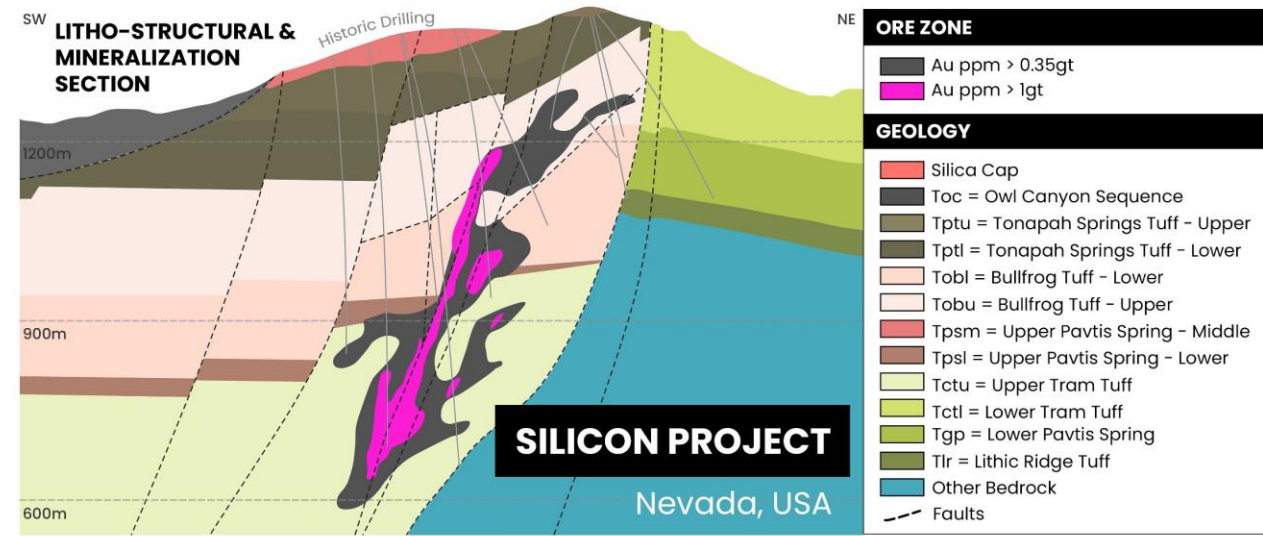 SW
LITHO-STRUCTURAL &
MINERALIZATION
SECTION
Historic Drilling
NE
1200m
900m
600m
SILICON PROJECT
Nevada, USA
ORE ZONE
Au ppm > 0.35gt
Au ppm > 1gt
GEOLOGY
Silica Cap
Toc = Owl Canyon Sequence
Tptu = Tonapah Springs Tuff - Upper
Tptl = Tonapah Springs Tuff - Lower
Tobl = Bullfrog Tuff - Lower
Tobu = Bullfrog Tuff - Upper
Tpsm = Upper Pavtis Spring - Middle
Tpsl = Upper Pavtis Spring - Lower
Tctu = Upper Tram Tuff
Tctl = Lower Tram Tuff
Tgp = Lower Pavtis Spring
Tlr = Lithic Ridge Tuff
Other Bedrock
Faults